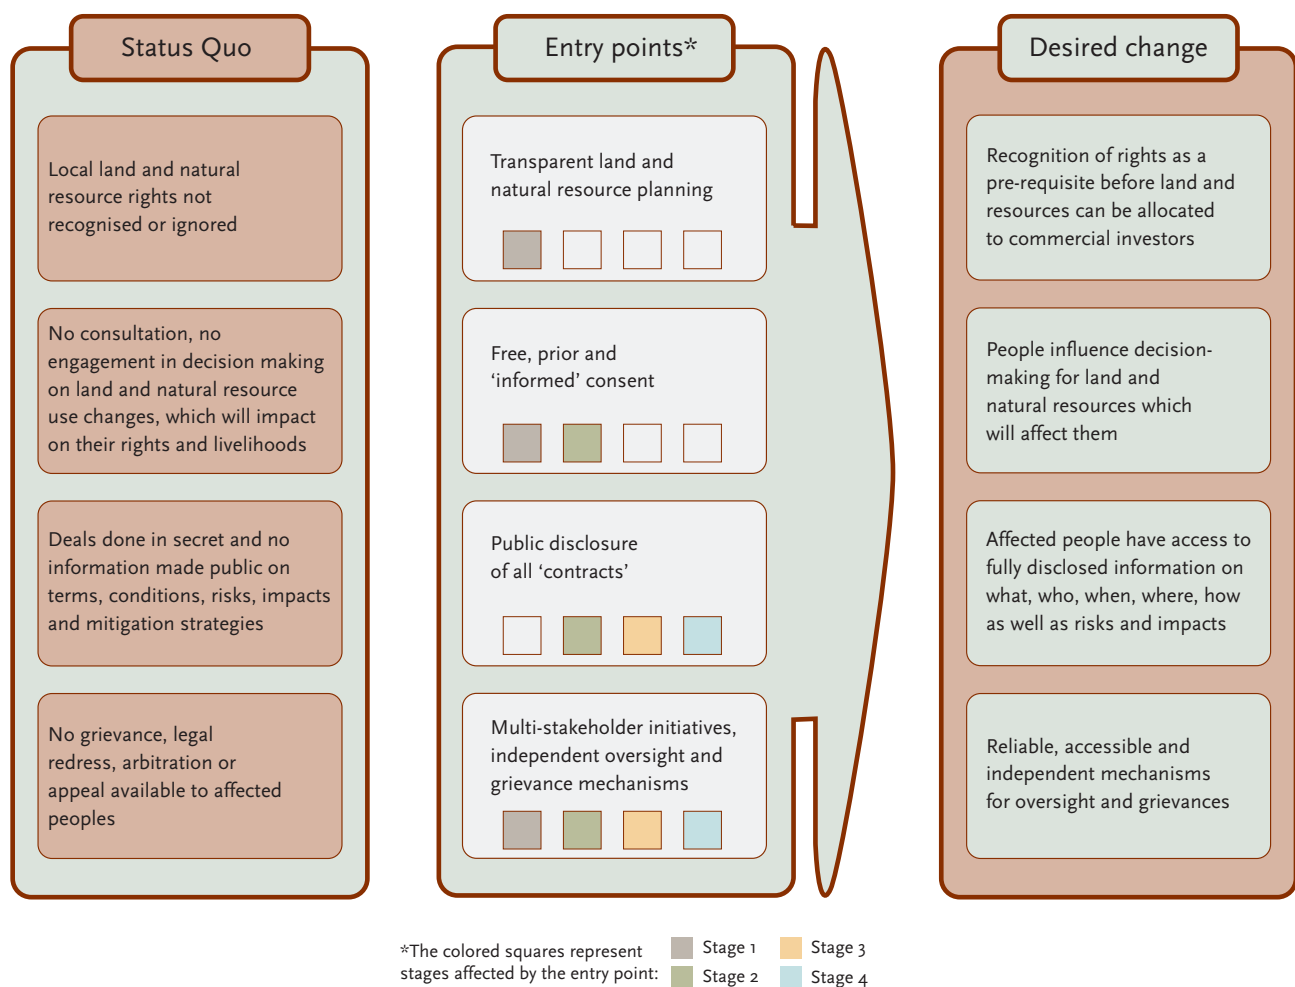 Status Quo
Local land and natural
resource rights not
recognised or ignored
No consultation, no
engagement in decision making
on land and natural resource
use changes, which will impact
on their rights and livelihoods
Deals done in secret and no
information made public on
terms, conditions, risks, impacts
and mitigation strategies
No grievance, legal
redress, arbitration or
appeal available to affected
peoples
Entry points*
Transparent land and
natural resource planning
Free, prior and
‘informed’ consent
Public disclosure
of all ‘contracts’
Multi-stakeholder initiatives,
independent oversight and
grievance mechanisms
Desired change
Recognition of rights as a
pre-requisite before land and
resources can be allocated
to commercial investors
People influence decision-
making for land and
natural resources which
will affect them
Affected people have access to
fully disclosed information on
what, who, when, where, how
as well as risks and impacts
Reliable, accessible and
independent mechanisms
for oversight and grievances
*The colored squares represent
stages affected by the entry point:
Stage 1
Stage 2
Stage 3
Stage 4